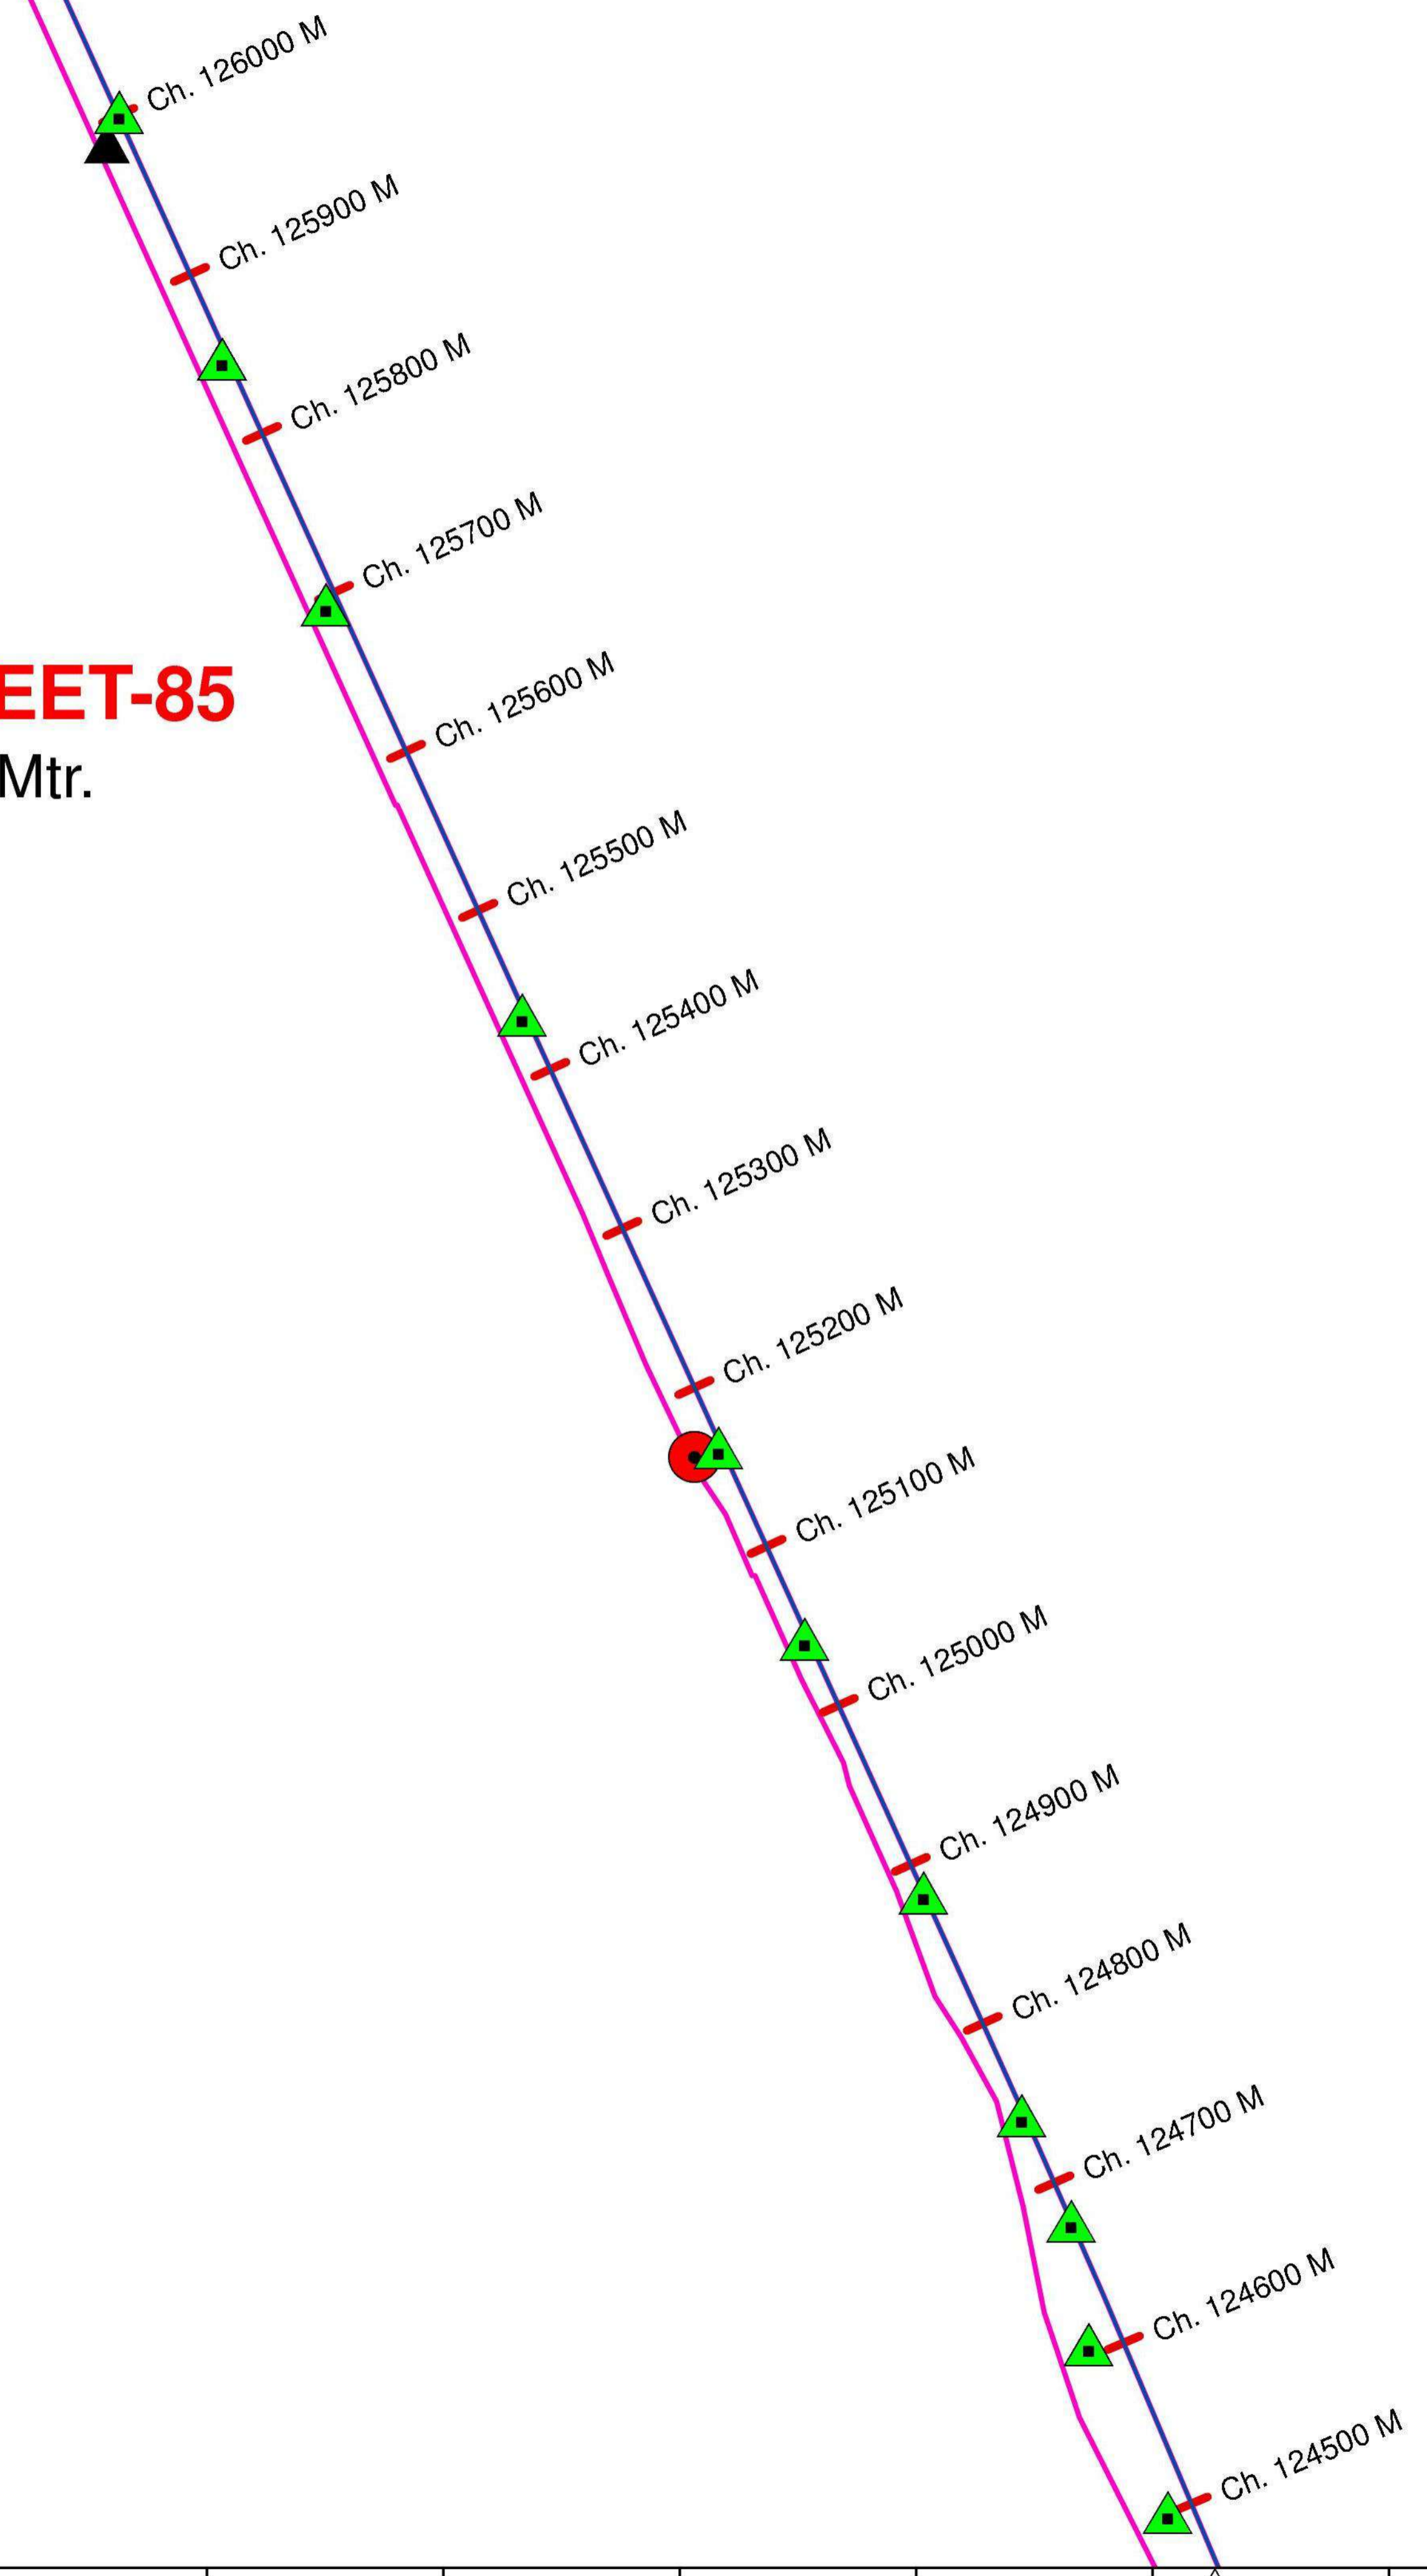 Ch. 126000 M
Ch. 125900 M
Ch. 125800 M
Ch. 125700 M
Ch. 125600 M
EET-85
Mtr.
Ch. 125500 M
Ch. 125400 M
Ch. 125300 M
Ch. 125200 M
Ch. 125100 M
Ch. 125000 M
Ch. 124900 M
Ch. 124800 M
Ch. 124700 M
Ch. 124600 M
Ch. 124500 M